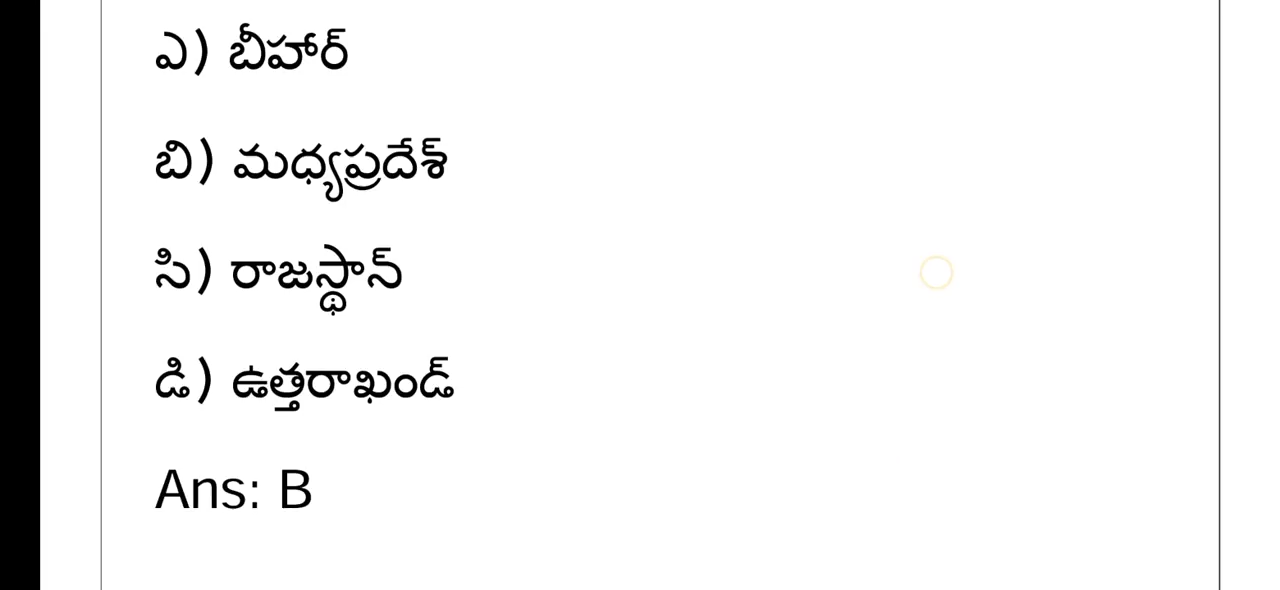 ఎ) బీహార్
బి) మధ్యప్రదేశ్
సి) రాజస్థాన్
డి) ఉత్తరాఖండ్
Ans: B